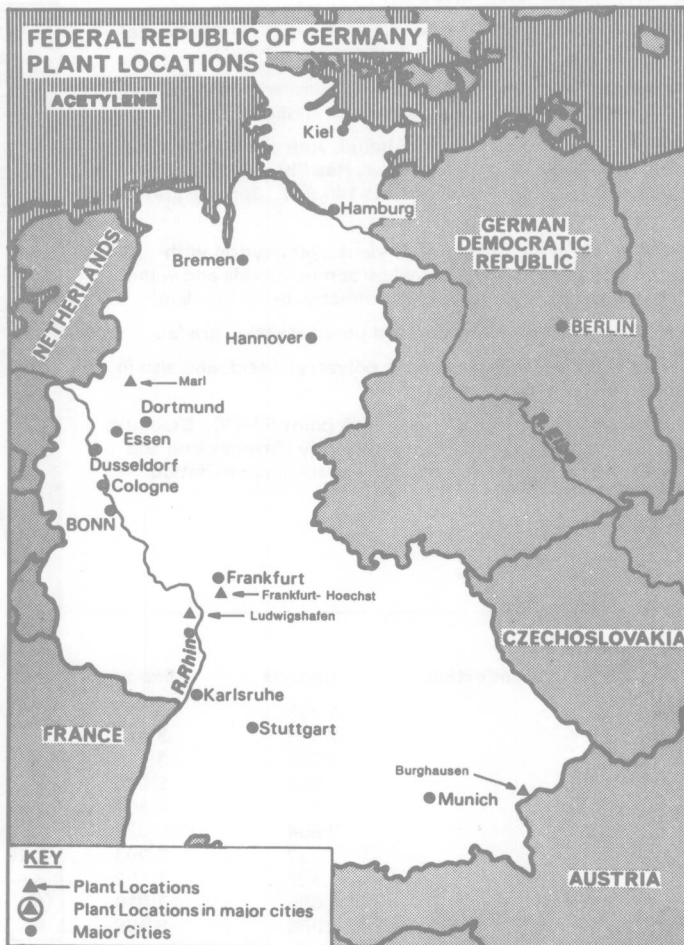 FEDERAL REPUBLIC OF GERMANY
PLANT LOCATIONS
ACETYLENE
Kiel
Hamburg
GERMAN
DEMOCRATIC
REPUBLIC
NETHERLANDS
Bremen
BERLIN
Hannover
Marl
Dortmund
Essen
R. Elbe
Dusseldorf
Cologne
BONN
Frankfurt
Frankfurt- Hoechst
Ludwigshafen
CZECHOSLOVAKIA
R.Rhine
Karlsruhe
FRANCE
Stuttgart
Burghausen
Munich
KEY
Plant Locations
Plant Locations in major cities
Major Cities
AUSTRIA